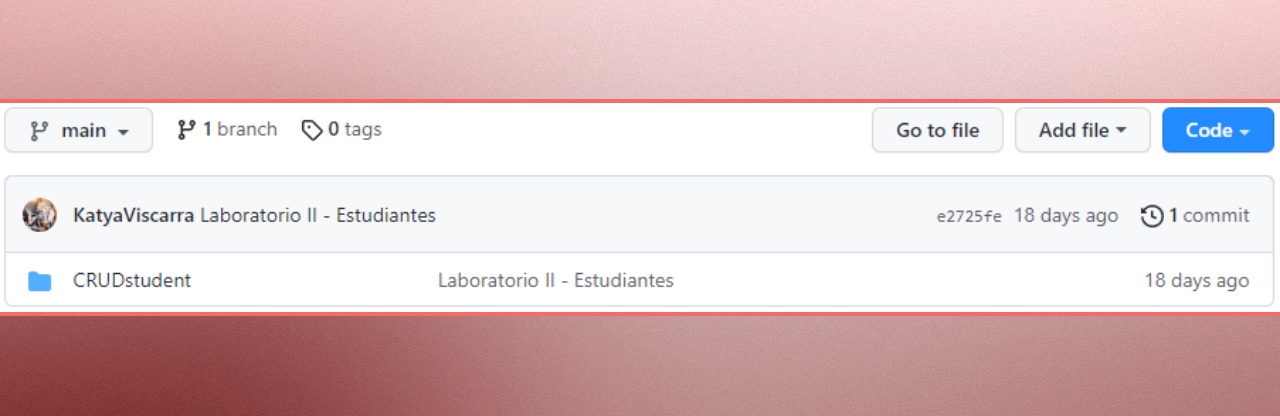 main 1 branch 0 tags Go to file Add file Code
KatyaViscarra Laboratorio II - Estudiantes e2725fe 18 days ago 1 commit
CRUDstudent Laboratorio II - Estudiantes 18 days ago